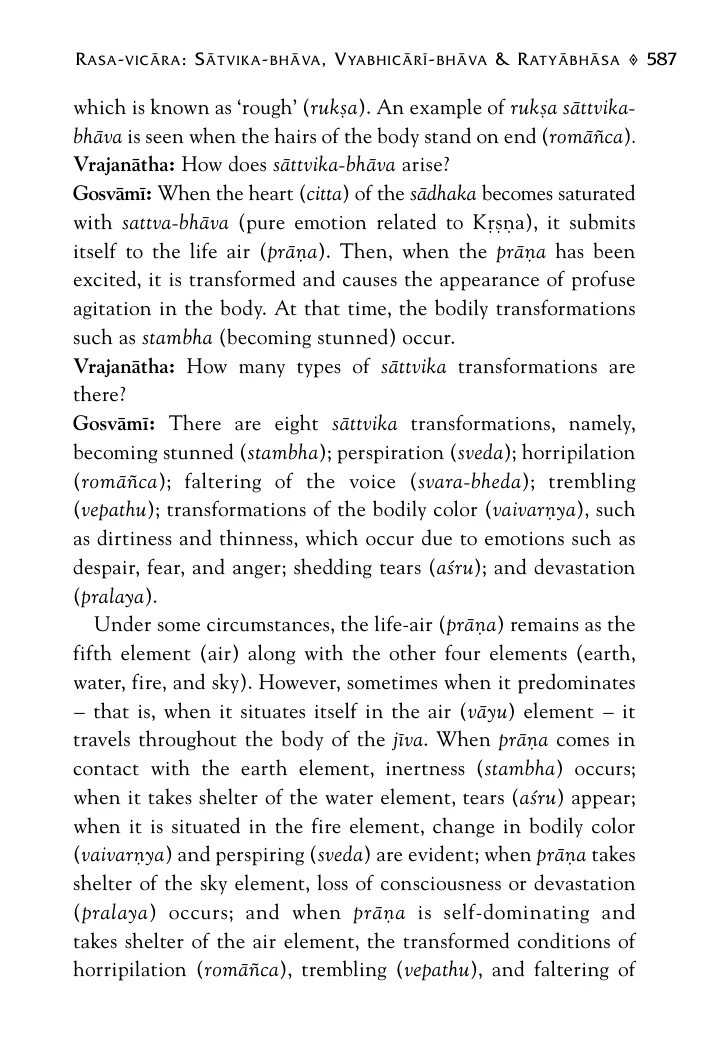 RASA-VICĀRA: SĀTVIKA-BHĀVA, VYABHICĀRĪ-BHĀVA & RATYĀBHĀSA ◊ 587
which is known as ‘rough’ (rukṣa). An example of rukṣa sāttvika-
bhāva is seen when the hairs of the body stand on end (romāñca).
Vrajanātha: How does sāttvika-bhāva arise?
Gosvāmī: When the heart (citta) of the sādhaka becomes saturated
with sattva-bhāva (pure emotion related to Kṛṣṇa), it submits
itself to the life air (prāṇa). Then, when the prāṇa has been
excited, it is transformed and causes the appearance of profuse
agitation in the body. At that time, the bodily transformations
such as stambha (becoming stunned) occur.
Vrajanātha: How many types of sāttvika transformations are
there?
Gosvāmī: There are eight sāttvika transformations, namely,
becoming stunned (stambha); perspiration (sveda); horripilation
(romāñca); faltering of the voice (svara-bheda); trembling
(vepathu); transformations of the bodily color (vaivarṇya), such
as dirtiness and thinness, which occur due to emotions such as
despair, fear, and anger; shedding tears (aśru); and devastation
(pralaya).
Under some circumstances, the life-air (prāṇa) remains as the
fifth element (air) along with the other four elements (earth,
water, fire, and sky). However, sometimes when it predominates
– that is, when it situates itself in the air (vāyu) element – it
travels throughout the body of the jīva. When prāṇa comes in
contact with the earth element, inertness (stambha) occurs;
when it takes shelter of the water element, tears (aśru) appear;
when it is situated in the fire element, change in bodily color
(vaivarṇya) and perspiring (sveda) are evident; when prāṇa takes
shelter of the sky element, loss of consciousness or devastation
(pralaya) occurs; and when prāṇa is self-dominating and
takes shelter of the air element, the transformed conditions of
horripilation (romāñca), trembling (vepathu), and faltering of